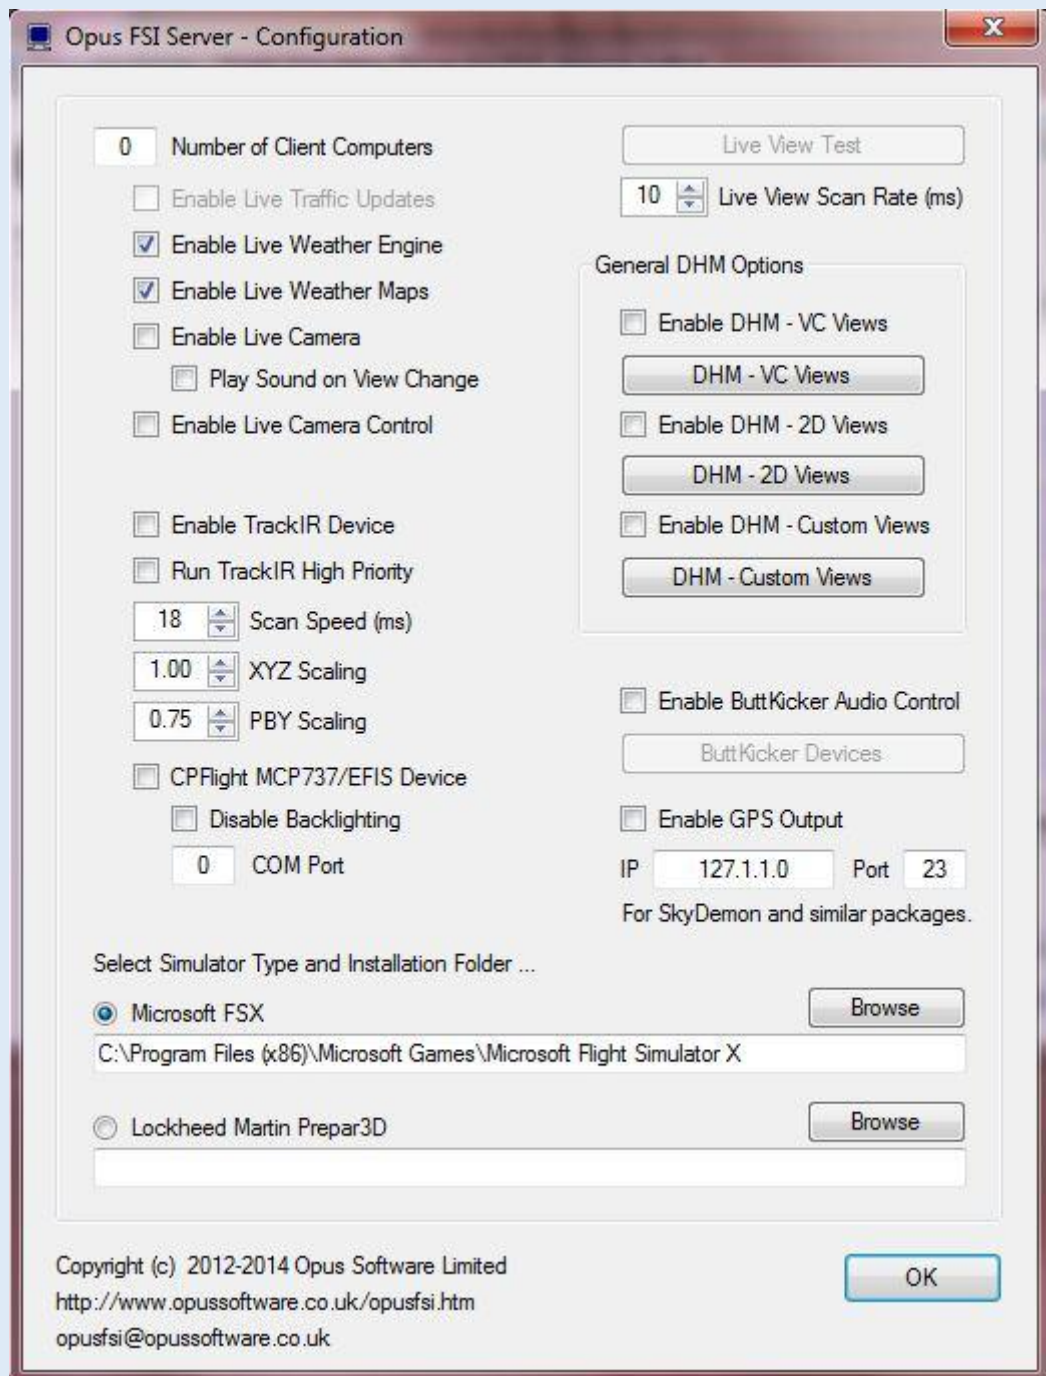 Opus FSI Server - Configuration
0 Number of Client Computers
Enable Live Traffic Updates
Enable Live Weather Engine
Enable Live Weather Maps
Enable Live Camera
Play Sound on View Change
Enable Live Camera Control
Enable TrackIR Device
Run TrackIR High Priority
18 Scan Speed (ms)
1.00 XYZ Scaling
0.75 PBY Scaling
CPFlight MCP737/EFIS Device
Disable Backlighting
0 COM Port
Live View Test
10 Live View Scan Rate (ms)
General DHM Options
Enable DHM - VC Views
DHM - VC Views
Enable DHM - 2D Views
DHM - 2D Views
Enable DHM - Custom Views
DHM - Custom Views
Enable ButtKicker Audio Control
ButtKicker Devices
Enable GPS Output
IP 127.1.1.0 Port 23
For SkyDemon and similar packages.
Select Simulator Type and Installation Folder ...
Microsoft FSX Browse
C:\Program Files (x86)\Microsoft Games\Microsoft Flight Simulator X
Lockheed Martin Prepar3D Browse
Copyright (c) 2012-2014 Opus Software Limited
http://www.opussoftware.co.uk/opusfsi.htm
opusfsi@opussoftware.co.uk
OK